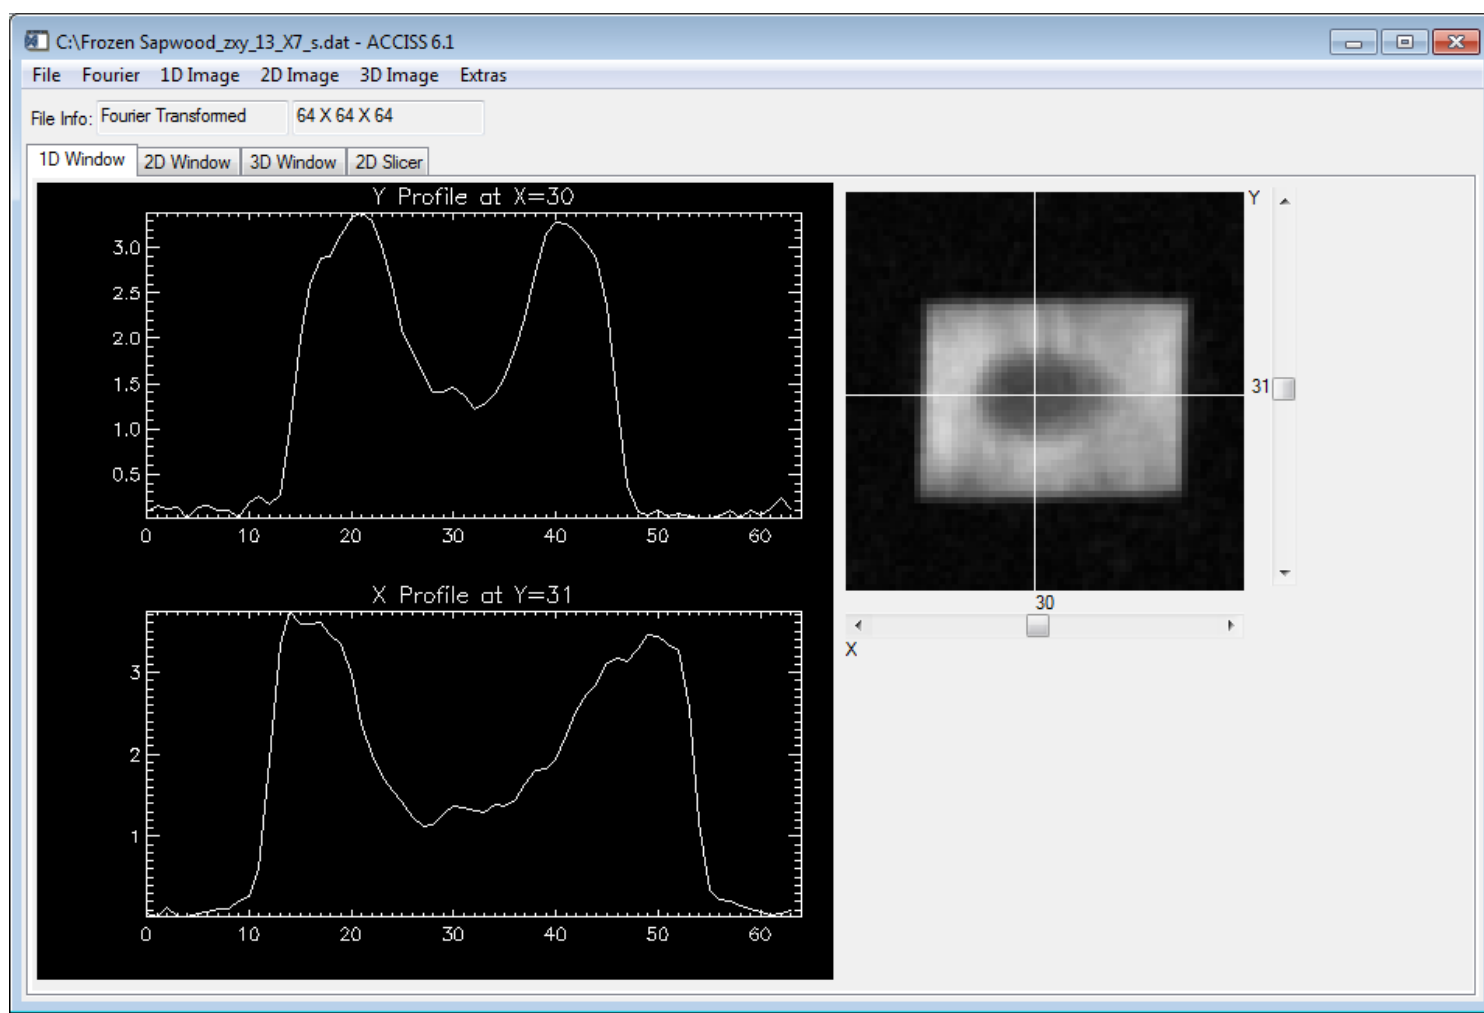 C:\Frozen Sapwood_zxy_13_X7_s.dat - ACCISS 6.1
File Fourier 1D Image 2D Image 3D Image Extras
File Info: Fourier Transformed 64 X 64 X 64
1D Window 2D Window 3D Window 2D Slicer
Y Profile at X=30
3.0
2.5
2.0
1.5
1.0
0.5
0 10 20 30 40 50 60
X Profile at Y=31
3
2
1
0 10 20 30 40 50 60
Y
31
30
X